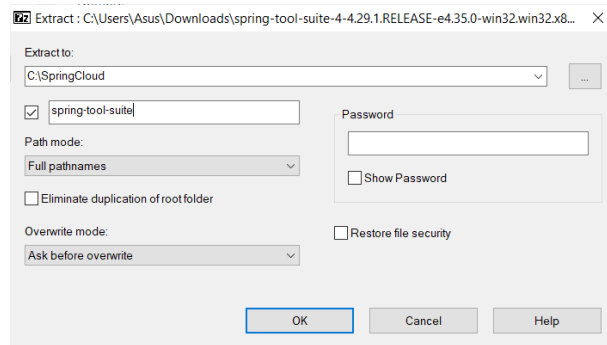 Extract : C:\Users\Asus\Downloads\spring-tool-suite-4-4.29.1.RELEASE-e4.35.0-win32.win32.x8...
Extract to:
C:\SpringCloud
...
spring-tool-suite
Password
Path mode:
Full pathnames
Show Password
Eliminate duplication of root folder
Overwrite mode:
Restore file security
Ask before overwrite
OK Cancel Help